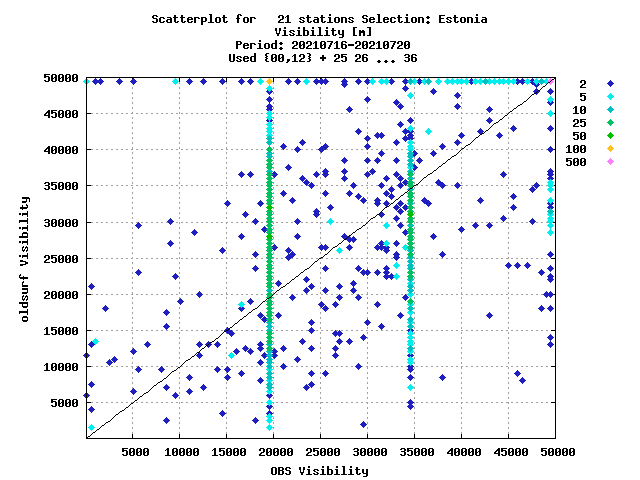 Scatterplot for 21 stations Selection: Estonia
Visibility [m]
Period: 20210716-20210720
Used {00,12} + 25 26 ... 36
50000
45000
40000
35000
30000
25000
20000
15000
10000
5000
oldsurf Visibility
5000 10000 15000 20000 25000 30000 35000 40000 45000 50000
OBS Visibility
2
5
10
25
50
100
500